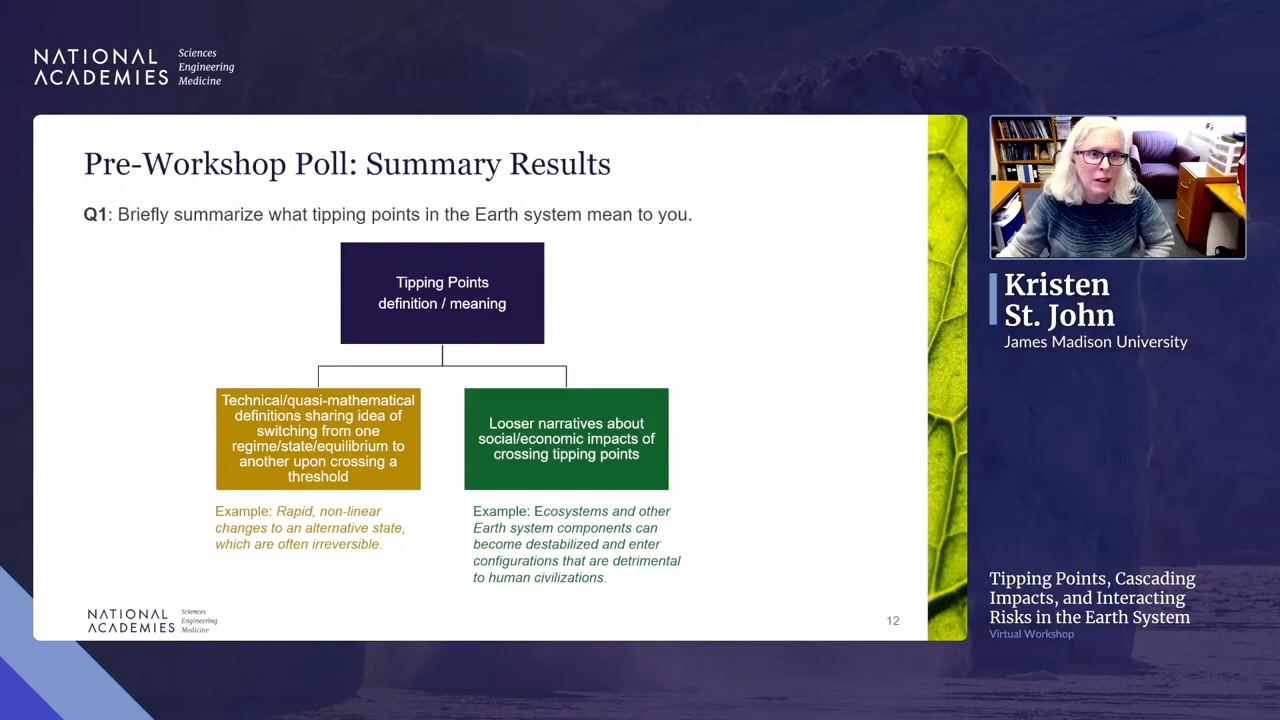 NATIONAL
ACADEMIES
Sciences
Engineering
Medicine
Pre-Workshop Poll: Summary Results
Q1: Briefly summarize what tipping points in the Earth system mean to you.
Tipping Points
definition / meaning
Technical/quasi-mathematical
definitions sharing idea of
switching from one
regime/state/equilibrium to
another upon crossing a
threshold
Looser narratives about
social/economic impacts of
crossing tipping points
Example: Rapid, non-linear
changes to an alternative state,
which are often irreversible.
Example: Ecosystems and other
Earth system components can
become destabilized and enter
configurations that are detrimental
to human civilizations.
NATIONAL
ACADEMIES
Sciences
Engineering
Medicine
12
Kristen
St. John
James Madison University
Tipping Points, Cascading
Impacts, and Interacting
Risks in the Earth System
Virtual Workshop